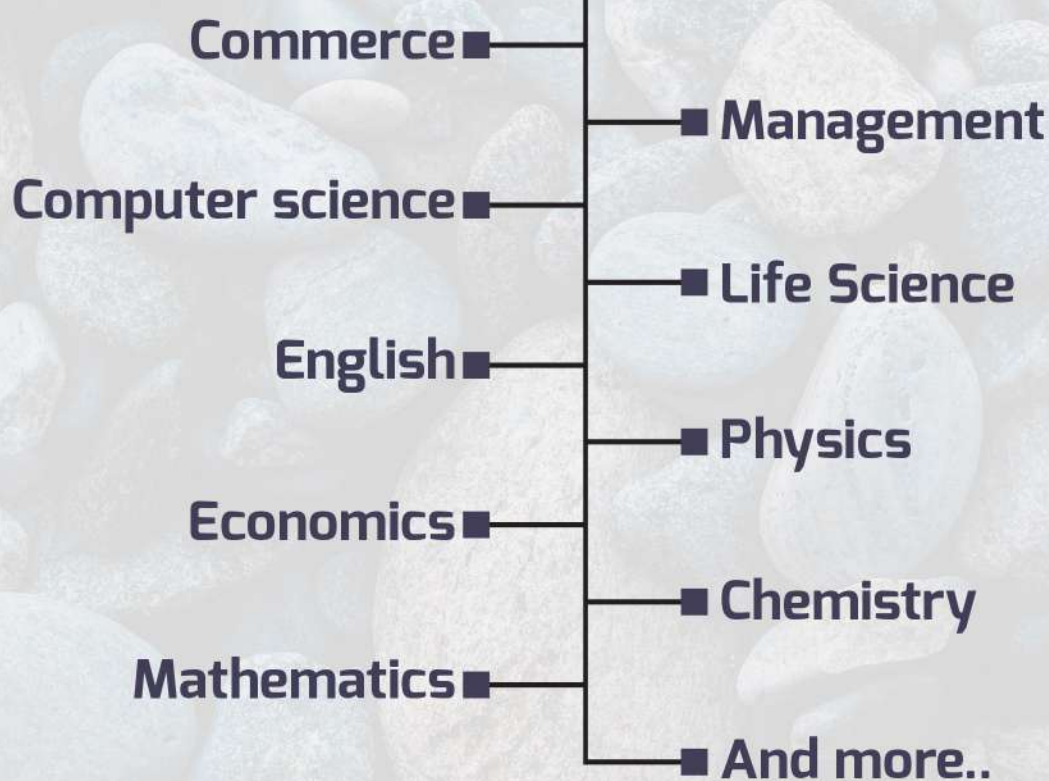 Commerce
Management
Computer science
Life Science
English
Physics
Economics
Chemistry
Mathematics
And more..